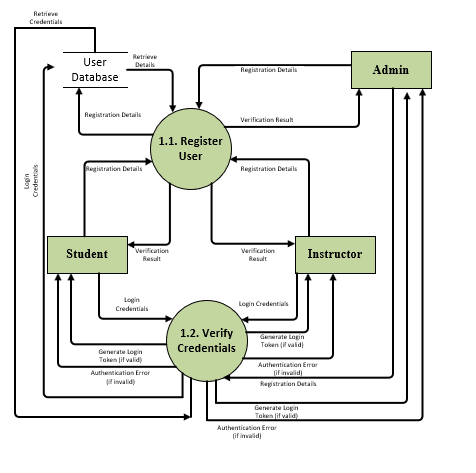 Retrieve
Credentials
User
Database
Retrieve
Details
Registration Details
Admin
Registration Details
Verification Result
1.1. Register
User
Login
Credentials
Registration Details
Registration Details
Student
Verification
Result
Verification
Result
Instructor
Login
Credentials
Login Credentials
1.2. Verify
Credentials
Generate Login
Token (if valid)
Generate Login
Token (if valid)
Authentication Error
(if invalid)
Authentication Error
(if invalid)
Registration Details
Generate Login
Token (if valid)
Authentication Error
(if invalid)